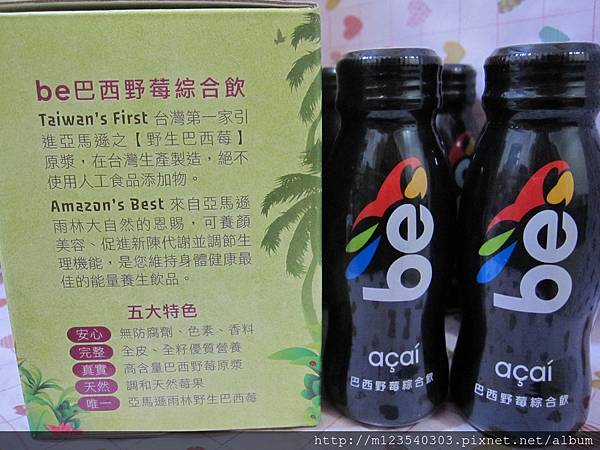 be巴西野莓綜合飲
Taiwan's First 台灣第一家引
進亞馬遜之【野生巴西莓】
原漿，在台灣生產製造，絕不
使用人工食品添加物。
Amazon's Best 來自亞馬遜
雨林大自然的恩賜，可養顏
美容、促進新陳代謝並調節生
理機能，是您維持身體健康最
佳的能量養生飲品。
五大特色
安心 無防腐劑、色素、香料
完整 全皮、全籽優質營養
真實 高含量巴西野莓原漿
天然 調和天然莓果
唯一 亞馬遜雨林野生巴西莓
be
açaí
巴西野莓綜合飲
be
açaí
巴西野莓綜合飲
http://m123540303.pixnet.net/album